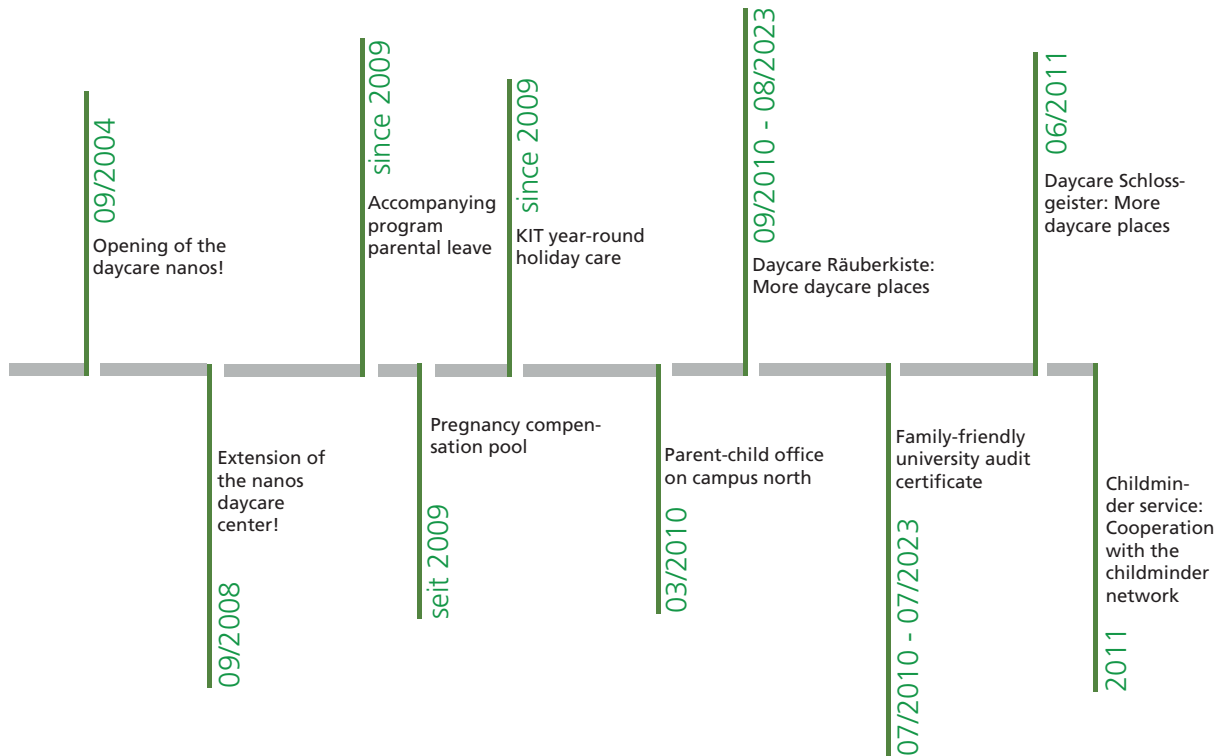 09/2004
Opening of the
daycare nanos!
Extension of
the nanos
daycare
center!
09/2008
since 2009
Accompanying
program
parental leave
Pregnancy compen-
sation pool
seit 2009
since 2009
KIT year-round
holiday care
Parent-child office
on campus north
03/2010
09/2010 - 08/2023
Daycare Räuberkiste:
More daycare places
Family-friendly
university audit
certificate
07/2010 - 07/2023
06/2011
Daycare Schloss-
geister: More
daycare places
Childmin-
der service:
Cooperation
with the
childminder
network
2011